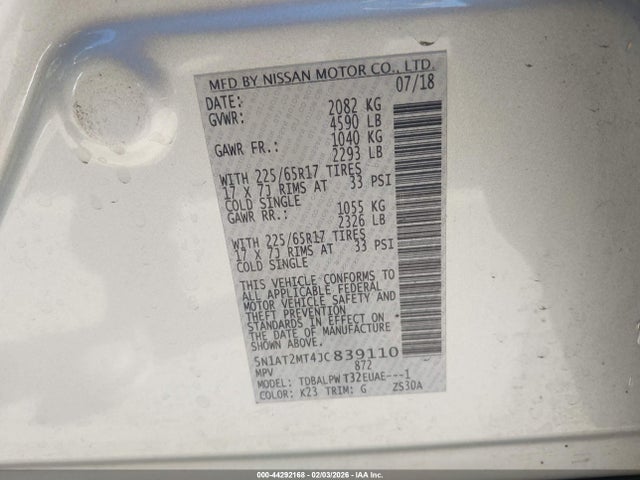 MFD BY NISSAN MOTOR CO., LTD.
DATE: 07/18
GVWR: 2082 KG
4590 LB
GAWR FR.: 1040 KG
2293 LB
WITH 225/65R17 TIRES
17 X 7J RIMS AT 33 PSI
COLD SINGLE
GAWR RR.: 1055 KG
2326 LB
WITH 225/65R17 TIRES
17 X 7J RIMS AT 33 PSI
COLD SINGLE
THIS VEHICLE CONFORMS TO
ALL APPLICABLE FEDERAL
MOTOR VEHICLE SAFETY AND
THEFT PREVENTION
STANDARDS IN EFFECT ON
THE DATE OF MANUFACTURE
SHOWN ABOVE.
5N1AT2MT4JC839110
MPV 872
MODEL: TDBALPW T32EUAE---1
COLOR: K23 TRIM: G ZS30A
000-44292168 - 02/03/2026 - IAA Inc.